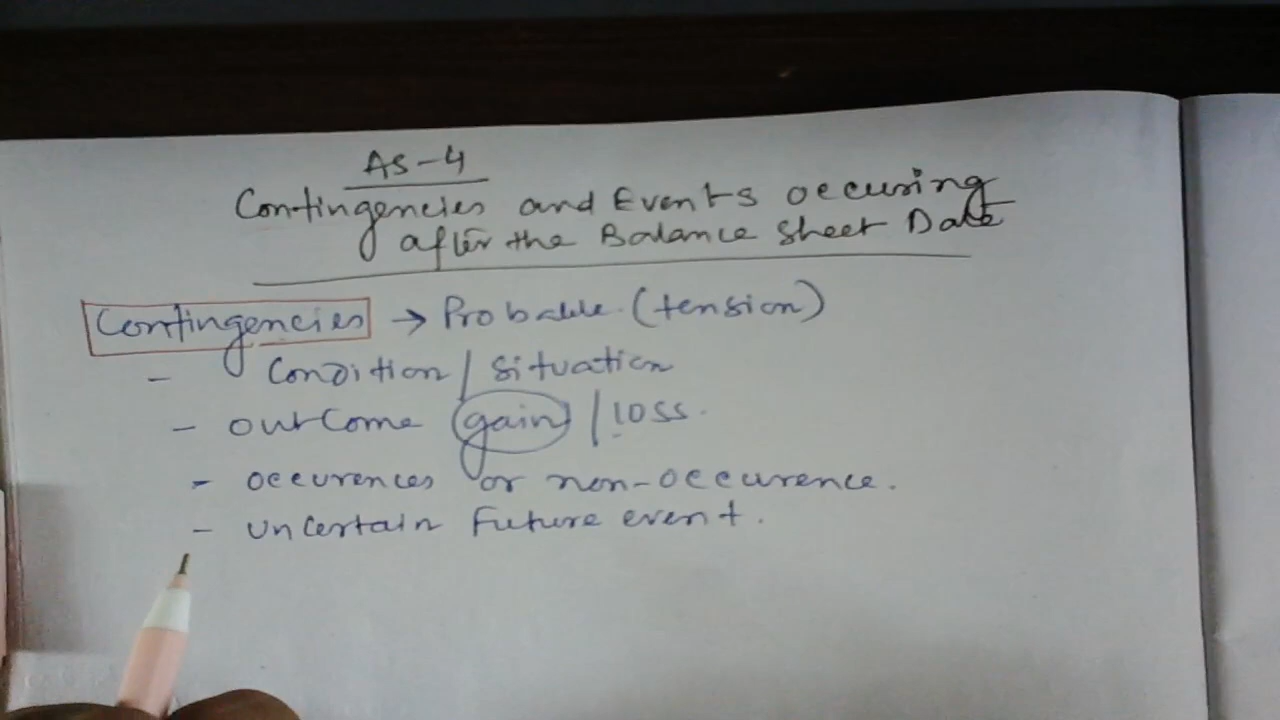 AS-4
Contingencies and Events occuring
after the Balance sheet Date
Contingencies → Probable (tension)
- Condition / situation
- outcome gain / loss.
- occurences or non-occurence.
- uncertain Future event.